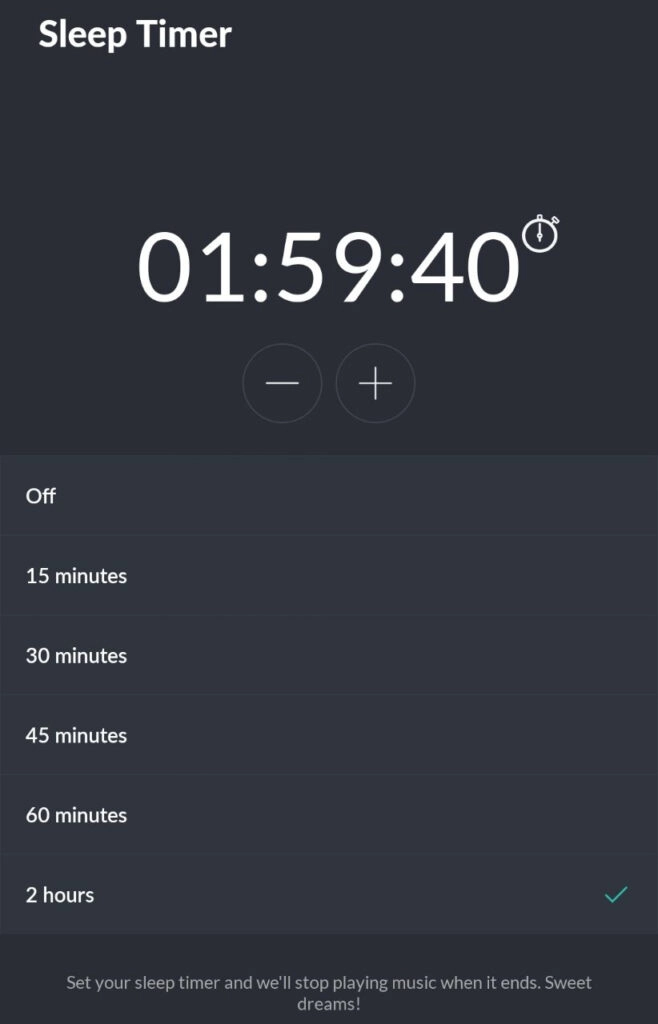 Sleep Timer
01:59:40
Off
15 minutes
30 minutes
45 minutes
60 minutes
2 hours
Set your sleep timer and we'll stop playing music when it ends. Sweet
dreams!